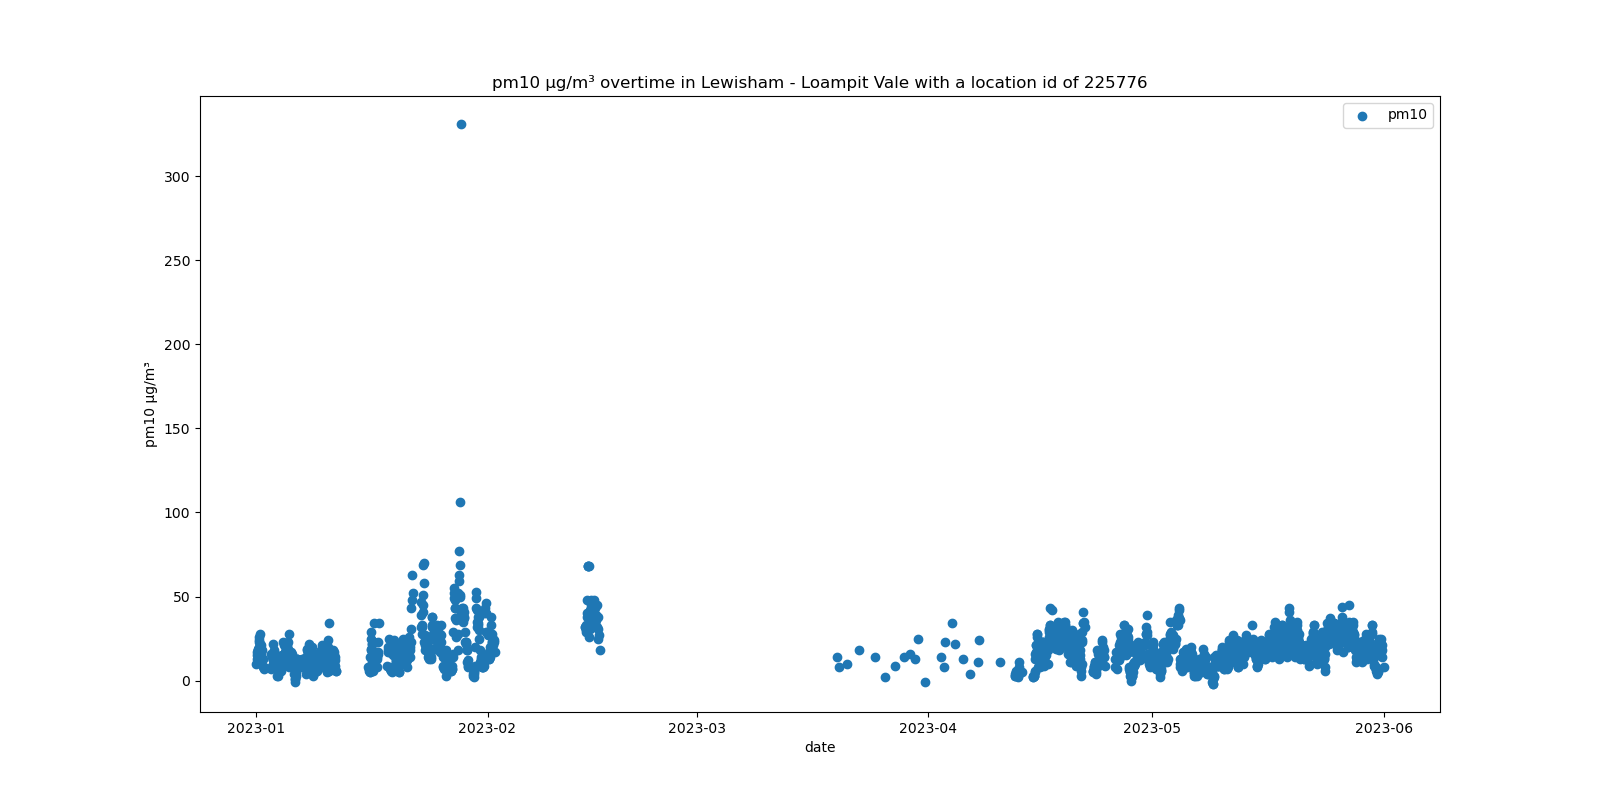 pm10 µg/m³ overtime in Lewisham - Loampit Vale with a location id of 225776
pm10
pm10 µg/m³
300
250
200
150
100
50
0
2023-01 2023-02 2023-03 2023-04 2023-05 2023-06
date